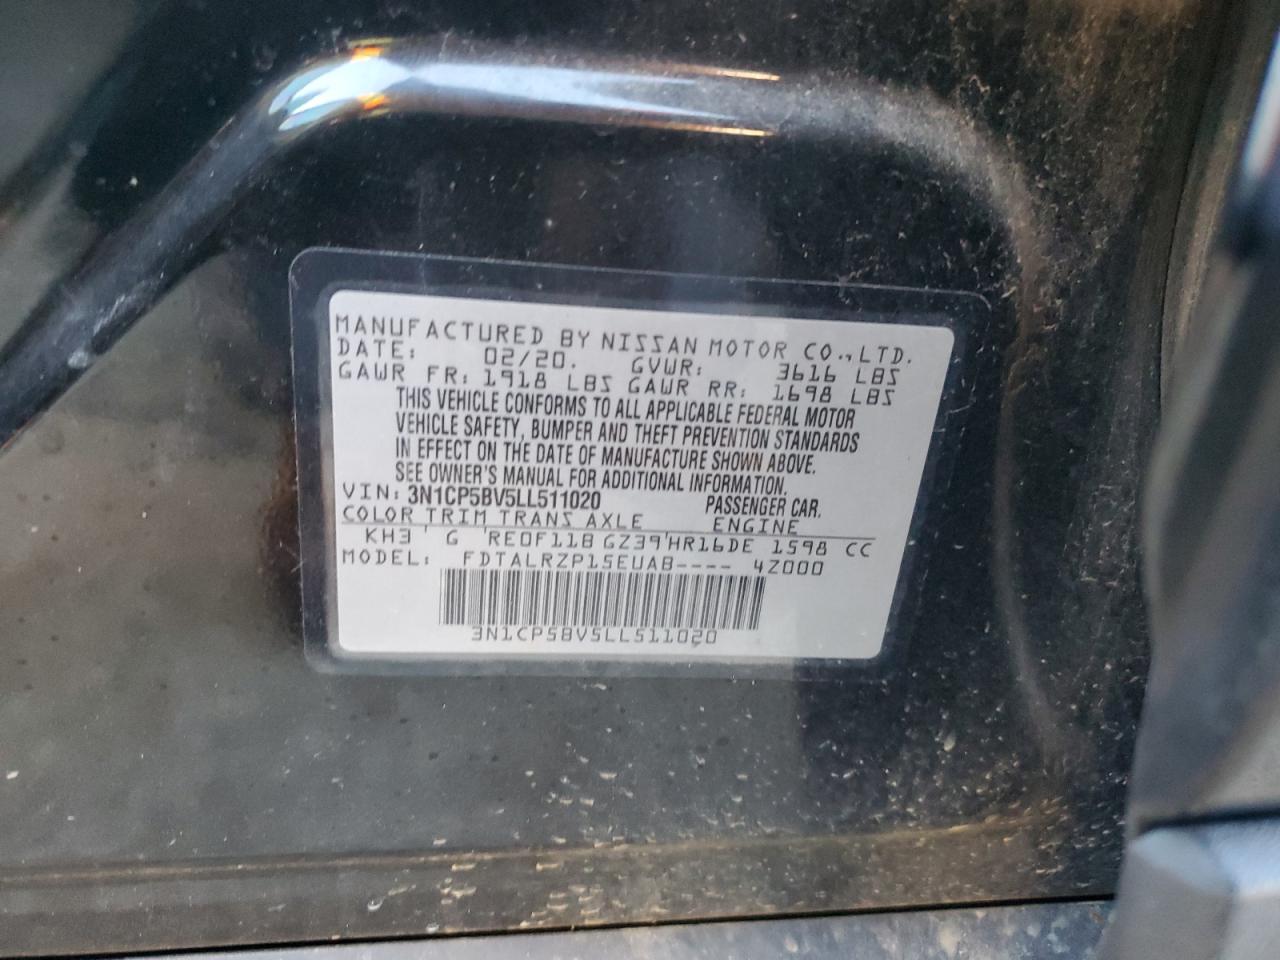 MANUFACTURED BY NISSAN MOTOR CO.,LTD.
DATE: 02/20. GVWR: 3616 LBS
GAWR FR: 1918 LBS GAWR RR: 1698 LBS
THIS VEHICLE CONFORMS TO ALL APPLICABLE FEDERAL MOTOR
VEHICLE SAFETY, BUMPER AND THEFT PREVENTION STANDARDS
IN EFFECT ON THE DATE OF MANUFACTURE SHOWN ABOVE.
SEE OWNER'S MANUAL FOR ADDITIONAL INFORMATION.
VIN: 3N1CP5BV5LL511020 PASSENGER CAR.
COLOR TRIM TRANS AXLE ENGINE
KH3 ' G 'RE0F11B GZ39'HR16DE 1598 CC
MODEL: FDTALRZP15EUAB---- 4Z000
3N1CP5BV5LL511020